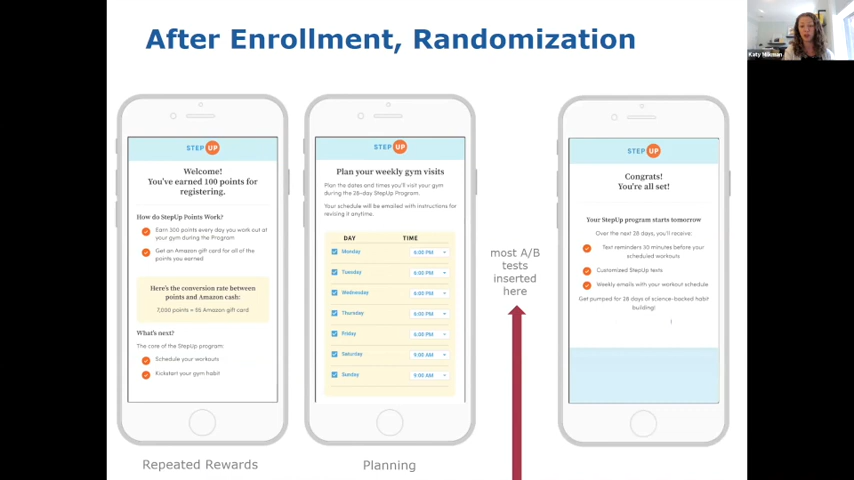 After Enrollment, Randomization
Katy Milkman
STEP UP
Welcome!
You've earned 100 points for
registering.
How do StepUp Points Work?
Earn 300 points every day you work out at
your gym during the Program
Get an Amazon gift card for all of the
points you earned
Here's the conversion rate between
points and Amazon cash:
7,000 points = $5 Amazon gift card
What's next?
The core of the StepUp program:
Schedule your workouts
Kickstart your gym habit
Repeated Rewards
STEP UP
Plan your weekly gym visits
Plan the dates and times you'll visit your gym
during the 28-day StepUp Program.
Your schedule will be emailed with instructions for
revising it anytime.
DAY TIME
Monday 6:00 PM
Tuesday 6:00 PM
Wednesday 6:00 PM
Thursday 6:00 PM
Friday 6:00 PM
Saturday 9:00 AM
Sunday 9:00 AM
Planning
most A/B
tests
inserted
here
STEP UP
Congrats!
You're all set!
Your StepUp program starts tomorrow
Over the next 28 days, you'll receive:
Text reminders 30 minutes before your
scheduled workouts
Customized StepUp texts
Weekly emails with your workout schedule
Get pumped for 28 days of science-backed habit
building!